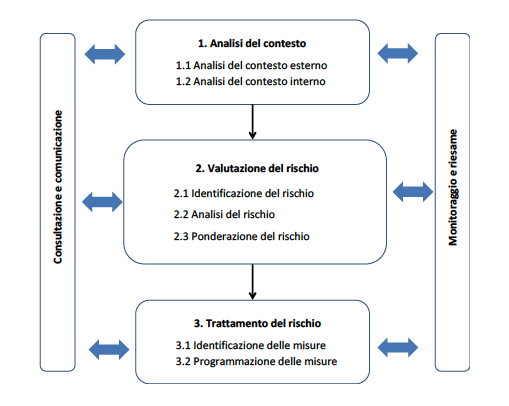 Consultazione e comunicazione
1. Analisi del contesto
1.1 Analisi del contesto esterno
1.2 Analisi del contesto interno
2. Valutazione del rischio
2.1 Identificazione del rischio
2.2 Analisi del rischio
2.3 Ponderazione del rischio
3. Trattamento del rischio
3.1 Identificazione delle misure
3.2 Programmazione delle misure
Monitoraggio e riesame